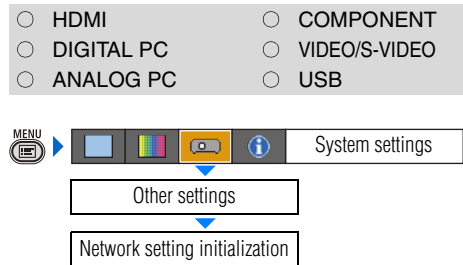 ○ HDMI ○ COMPONENT
○ DIGITAL PC ○ VIDEO/S-VIDEO
○ ANALOG PC ○ USB
MENU System settings
Other settings
Network setting initialization